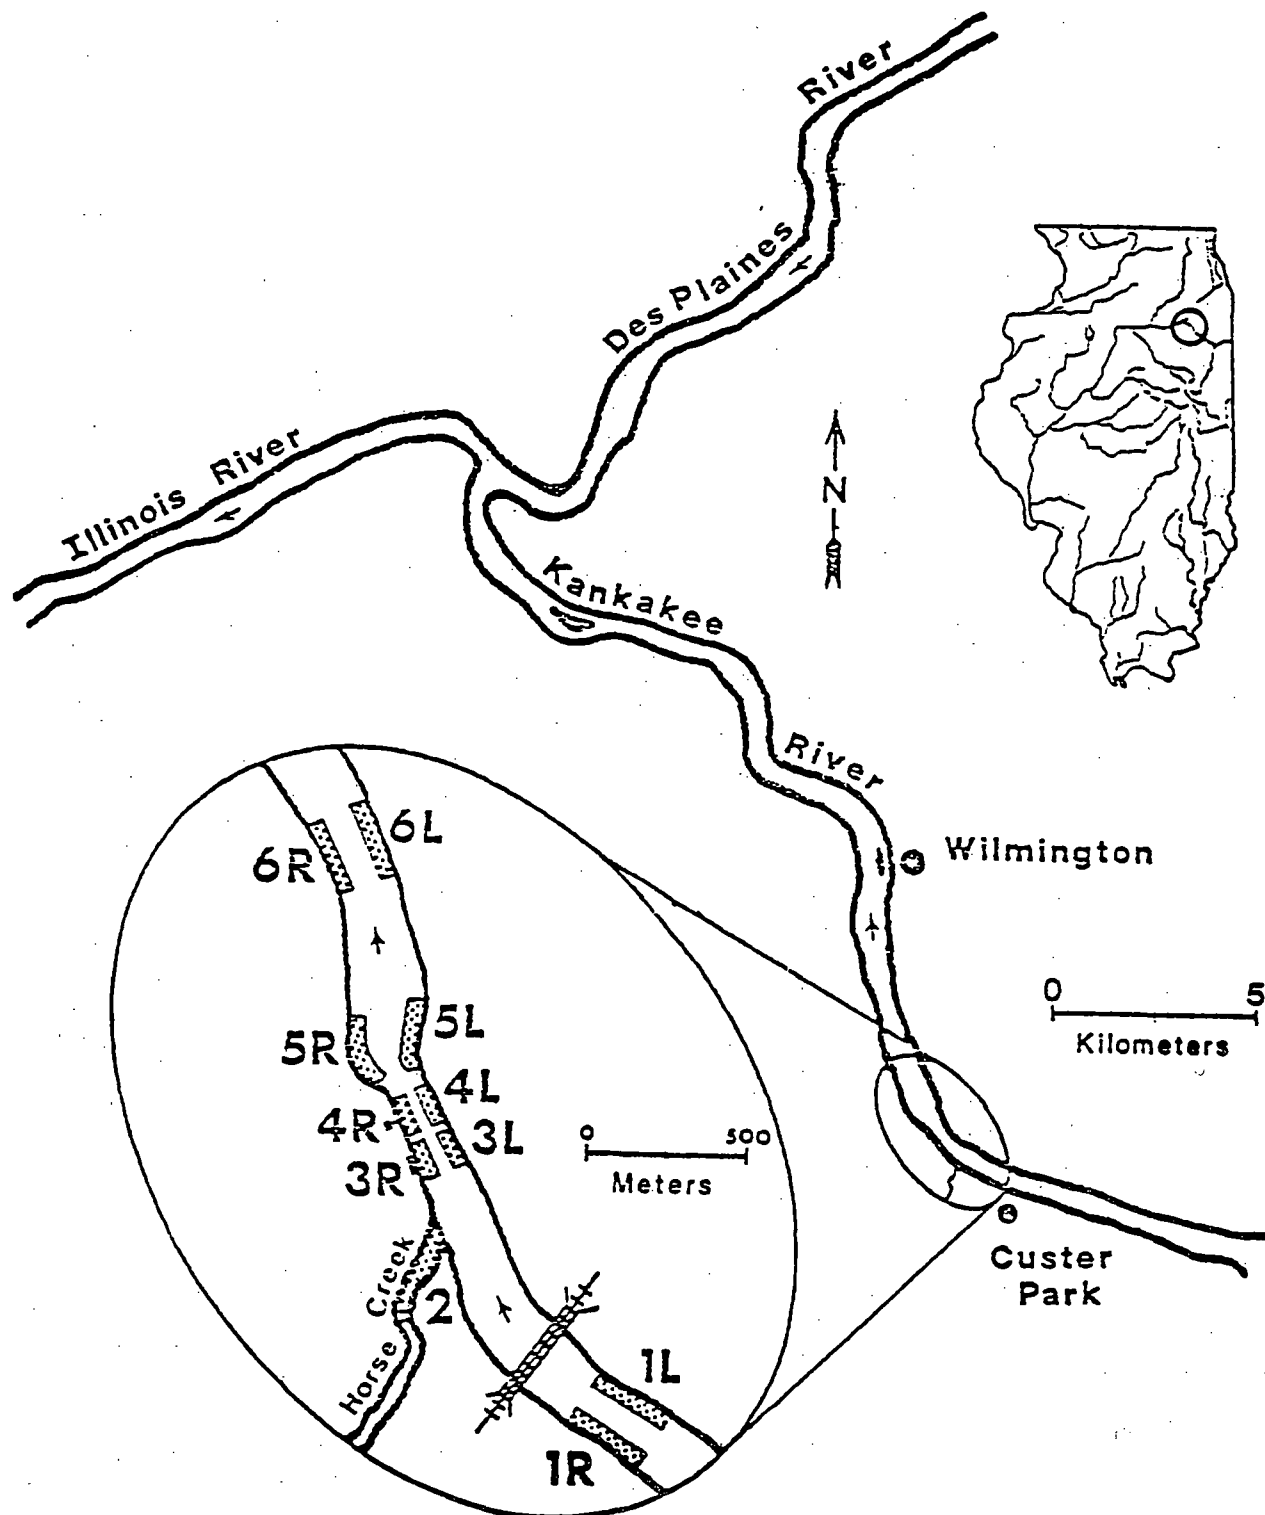 River
Des Plaines
Illinois River
N
Kankakee
River
Wilmington
0 5
Kilometers
Custer
Park
6L
6R
5L
5R
4L
4R
3L
3R
0 500
Meters
Horse Creek
2
1L
1R